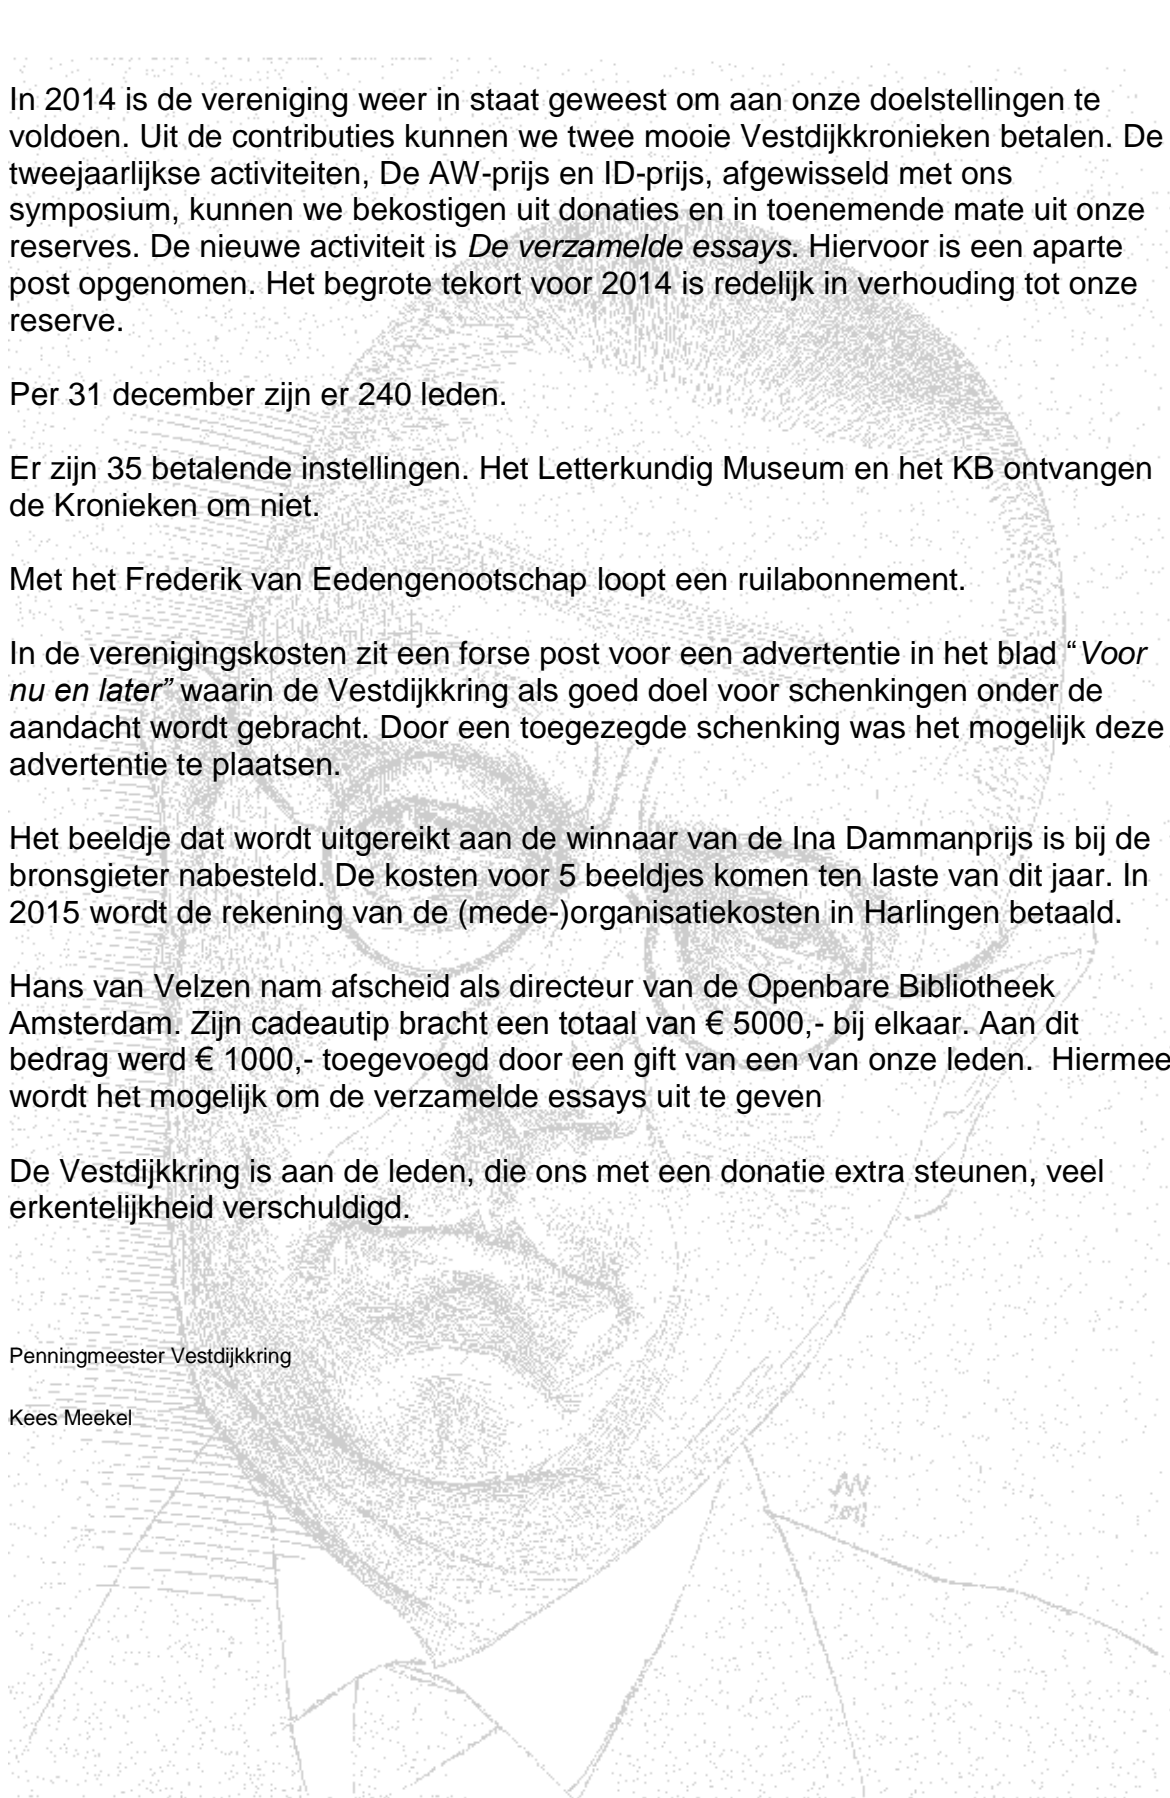 In 2014 is de vereniging weer in staat geweest om aan onze doelstellingen te
voldoen. Uit de contributies kunnen we twee mooie Vestdijkkronieken betalen. De
tweejaarlijkse activiteiten, De AW-prijs en ID-prijs, afgewisseld met ons
symposium, kunnen we bekostigen uit donaties en in toenemende mate uit onze
reserves. De nieuwe activiteit is De verzamelde essays. Hiervoor is een aparte
post opgenomen. Het begrote tekort voor 2014 is redelijk in verhouding tot onze
reserve.
Per 31 december zijn er 240 leden.
Er zijn 35 betalende instellingen. Het Letterkundig Museum en het KB ontvangen
de Kronieken om niet.
Met het Frederik van Eedengenootschap loopt een ruilabonnement.
In de verenigingskosten zit een forse post voor een advertentie in het blad “Voor
nu en later” waarin de Vestdijkkring als goed doel voor schenkingen onder de
aandacht wordt gebracht. Door een toegezegde schenking was het mogelijk deze
advertentie te plaatsen.
Het beeldje dat wordt uitgereikt aan de winnaar van de Ina Dammanprijs is bij de
bronsgieter nabesteld. De kosten voor 5 beeldjes komen ten laste van dit jaar. In
2015 wordt de rekening van de (mede-)organisatiekosten in Harlingen betaald.
Hans van Velzen nam afscheid als directeur van de Openbare Bibliotheek
Amsterdam. Zijn cadeautip bracht een totaal van € 5000,- bij elkaar. Aan dit
bedrag werd € 1000,- toegevoegd door een gift van een van onze leden.  Hiermee
wordt het mogelijk om de verzamelde essays uit te geven
De Vestdijkkring is aan de leden, die ons met een donatie extra steunen, veel
erkentelijkheid verschuldigd.
Penningmeester Vestdijkkring
Kees Meekel